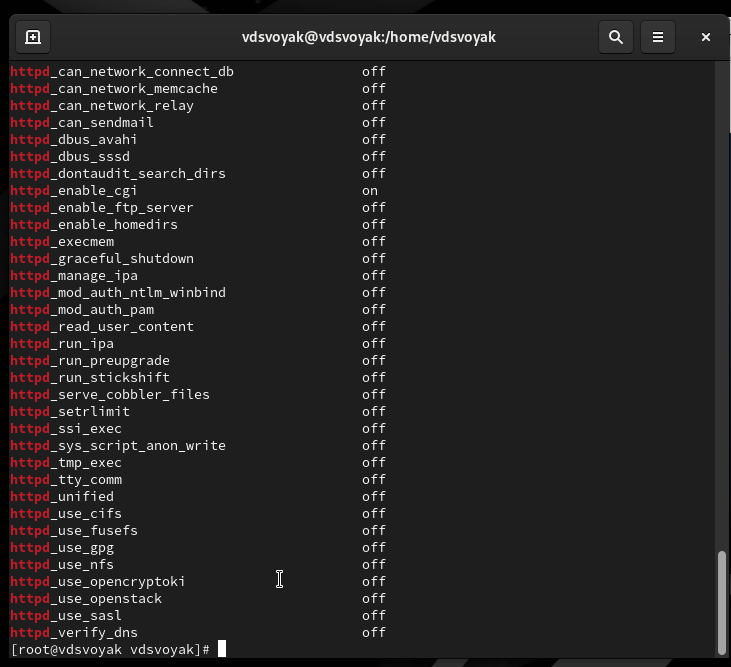 vdsvoyak@vdsvoyak:/home/vdsvoyak
httpd_can_network_connect_db off
httpd_can_network_memcache off
httpd_can_network_relay off
httpd_can_sendmail off
httpd_dbus_avahi off
httpd_dbus_sssd off
httpd_dontaudit_search_dirs off
httpd_enable_cgi on
httpd_enable_ftp_server off
httpd_enable_homedirs off
httpd_execmem off
httpd_graceful_shutdown off
httpd_manage_ipa off
httpd_mod_auth_ntlm_winbind off
httpd_mod_auth_pam off
httpd_read_user_content off
httpd_run_ipa off
httpd_run_preupgrade off
httpd_run_stickshift off
httpd_serve_cobbler_files off
httpd_setrlimit off
httpd_ssi_exec off
httpd_sys_script_anon_write off
httpd_tmp_exec off
httpd_tty_comm off
httpd_unified off
httpd_use_cifs off
httpd_use_fusefs off
httpd_use_gpg off
httpd_use_nfs off
httpd_use_opencryptoki off
httpd_use_openstack off
httpd_use_sasl off
httpd_verify_dns off
[root@vdsvoyak vdsvoyak]#